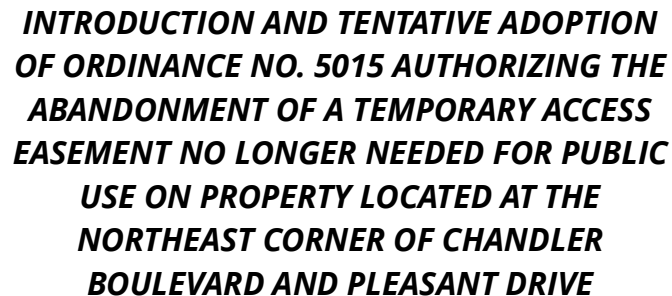 INTRODUCTION AND TENTATIVE ADOPTION
OF ORDINANCE NO. 5015 AUTHORIZING THE
ABANDONMENT OF A TEMPORARY ACCESS
EASEMENT NO LONGER NEEDED FOR PUBLIC
USE ON PROPERTY LOCATED AT THE
NORTHEAST CORNER OF CHANDLER
BOULEVARD AND PLEASANT DRIVE